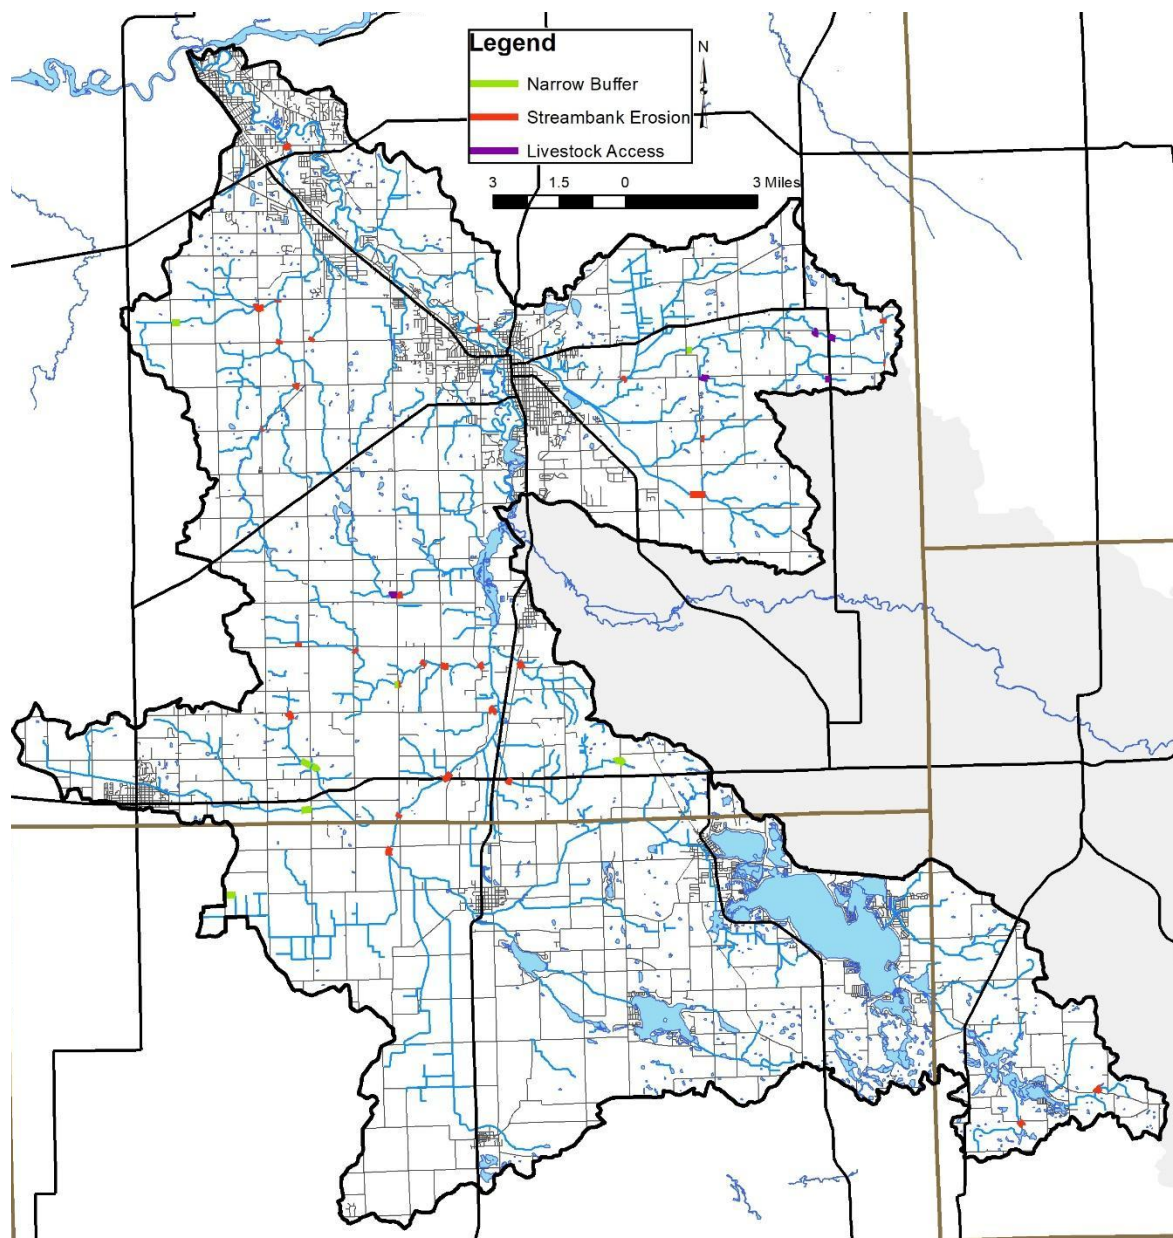 Legend
N
Narrow Buffer
Streambank Erosion
Livestock Access
3 1.5 0 3 Miles